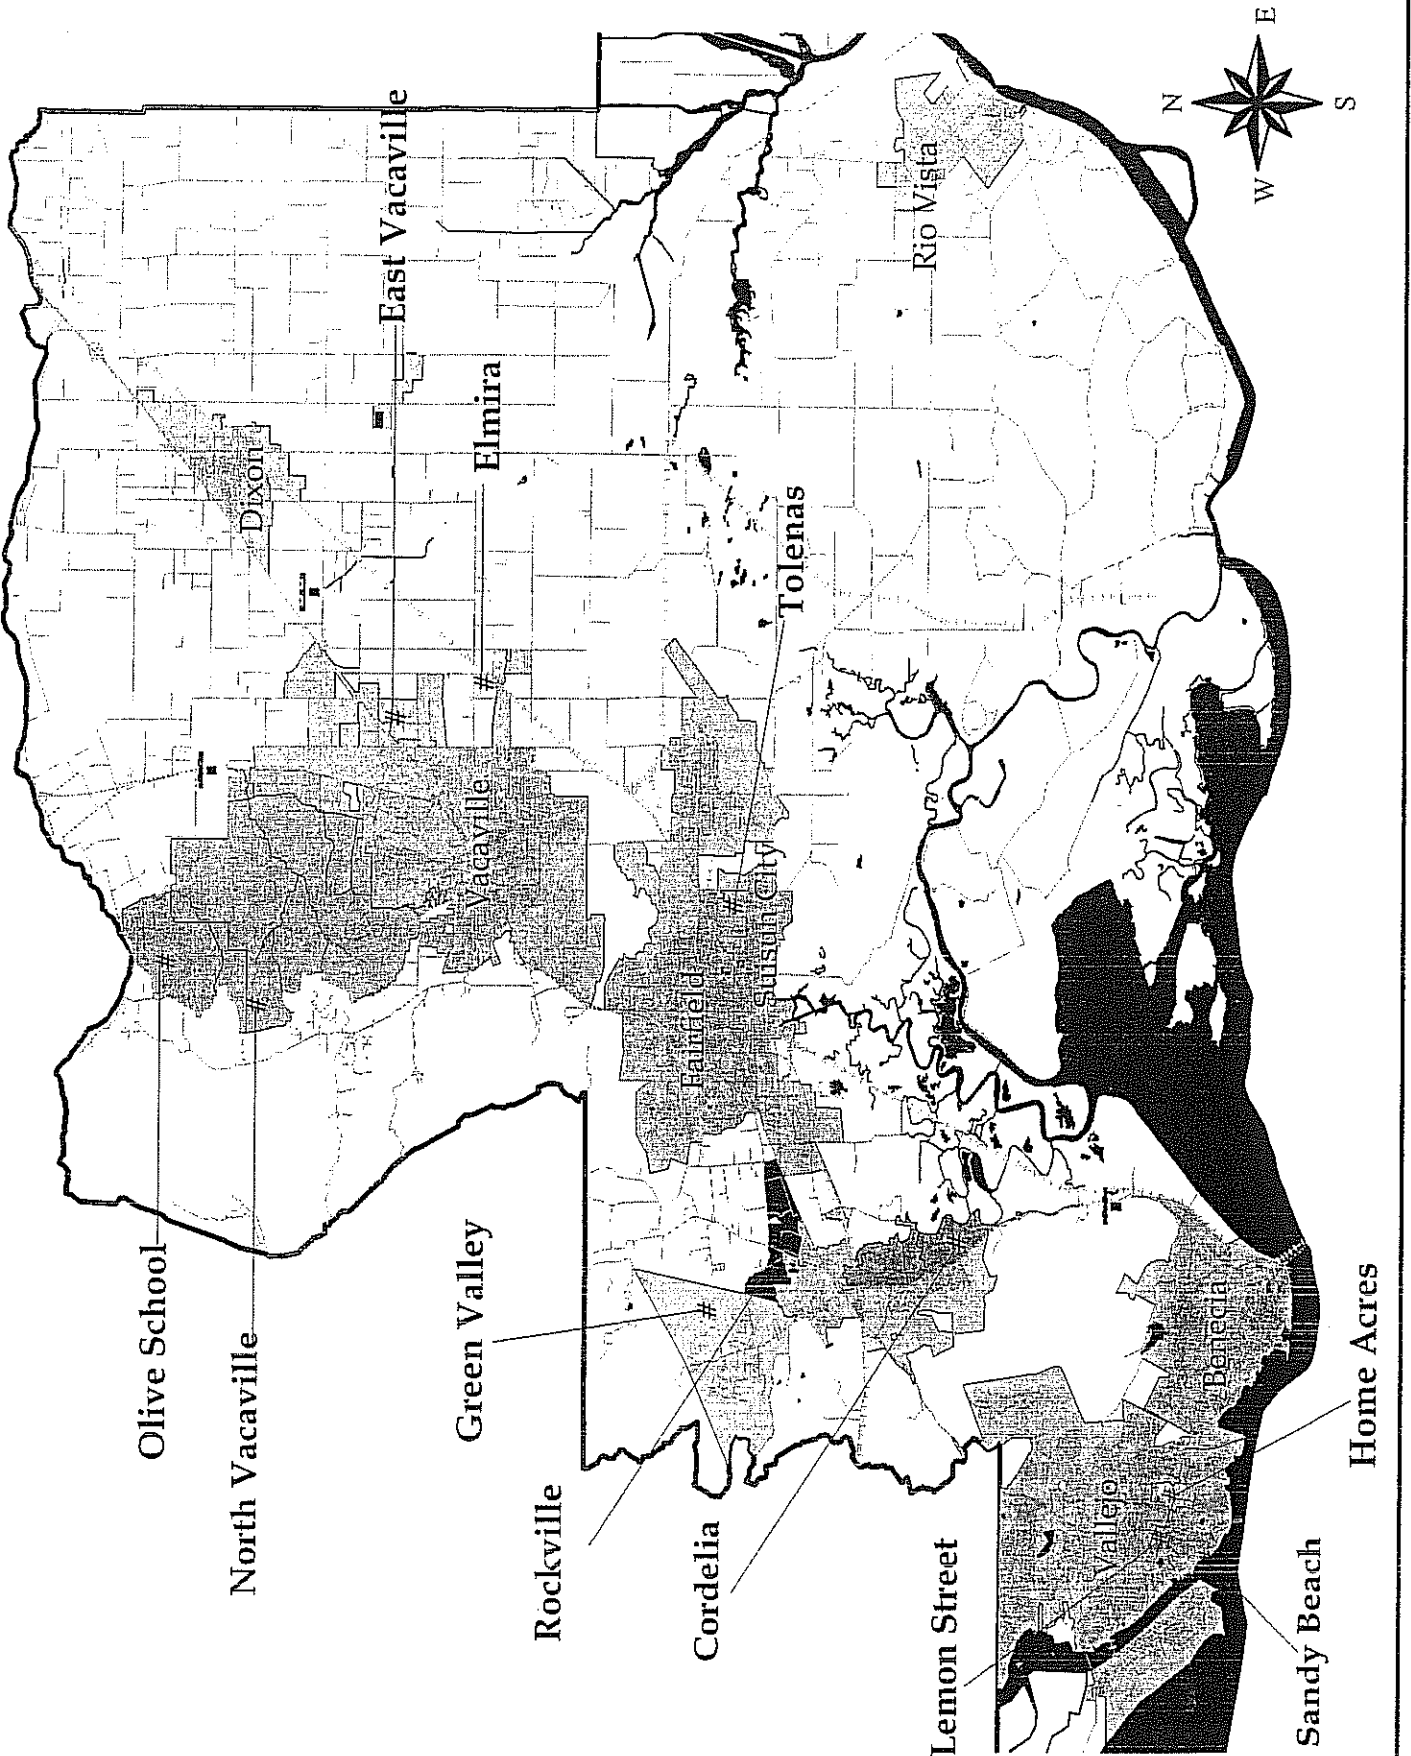 Olive School
North Vacaville
Green Valley
Rockville
Cordelia
Lemon Street
Sandy Beach
Home Acres
Vallejo
Benecia
Fairfield
Suisun City
Vacaville
Tolenas
Elmira
East Vacaville
Dixon
Rio Vista
N
E
S
W